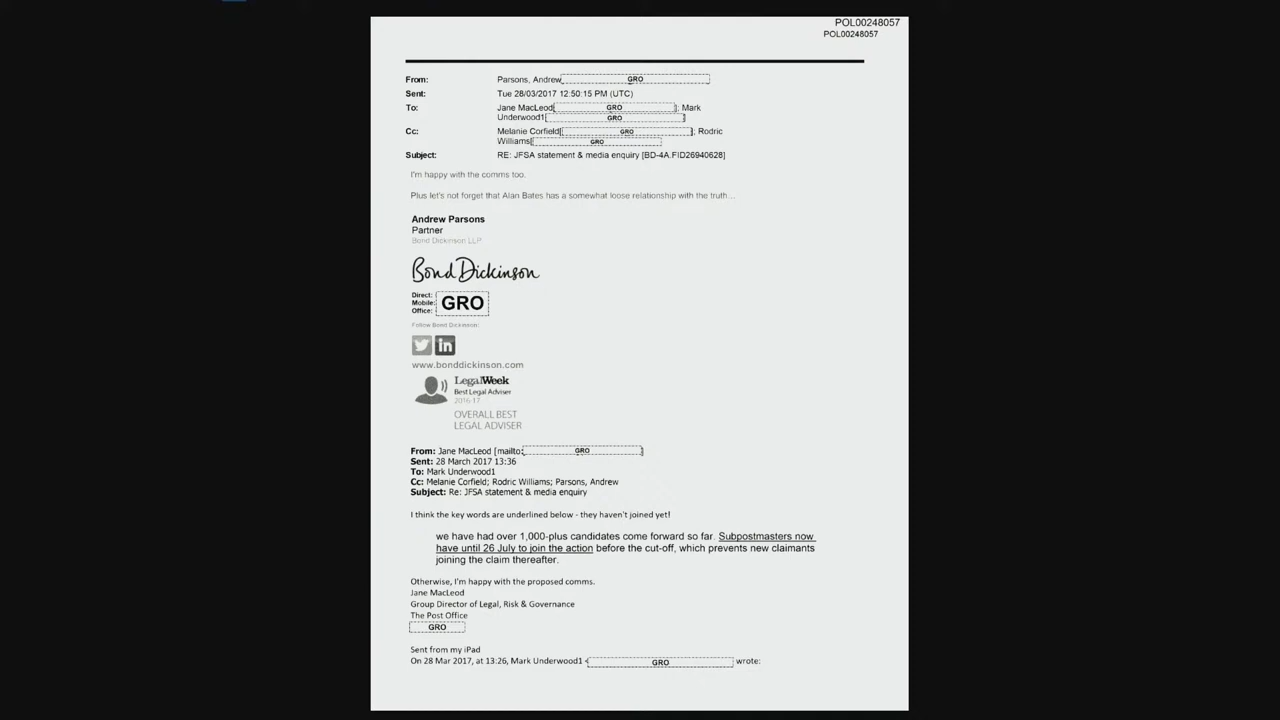 POL00248057
POL00248057
From: Parsons, Andrew GRO
Sent: Tue 28/03/2017 12:50:15 PM (UTC)
To: Jane MacLeod[ GRO ]; Mark
Underwood1[ GRO ]
Cc: Melanie Corfield[ GRO ]; Rodric
Williams[ GRO
Subject: RE: JFSA statement & media enquiry [BD-4A.FID26940628]
I'm happy with the comms too.
Plus let's not forget that Alan Bates has a somewhat loose relationship with the truth…
Andrew Parsons
Partner
Bond Dickinson LLP
Bond Dickinson
Direct:
Mobile: GRO
Office:
Follow Bond Dickinson:
in
www.bonddickinson.com
LegalWeek
Best Legal Adviser
2016-17
OVERALL BEST
LEGAL ADVISER
From: Jane MacLeod [mailto: GRO ]
Sent: 28 March 2017 13:36
To: Mark Underwood1
Cc: Melanie Corfield; Rodric Williams; Parsons, Andrew
Subject: Re: JFSA statement & media enquiry
I think the key words are underlined below - they haven't joined yet!
we have had over 1,000-plus candidates come forward so far. Subpostmasters now
have until 26 July to join the action before the cut-off, which prevents new claimants
joining the claim thereafter.
Otherwise, I'm happy with the proposed comms.
Jane MacLeod
Group Director of Legal, Risk & Governance
The Post Office
GRO
Sent from my iPad
On 28 Mar 2017, at 13:26, Mark Underwood1 < GRO wrote: